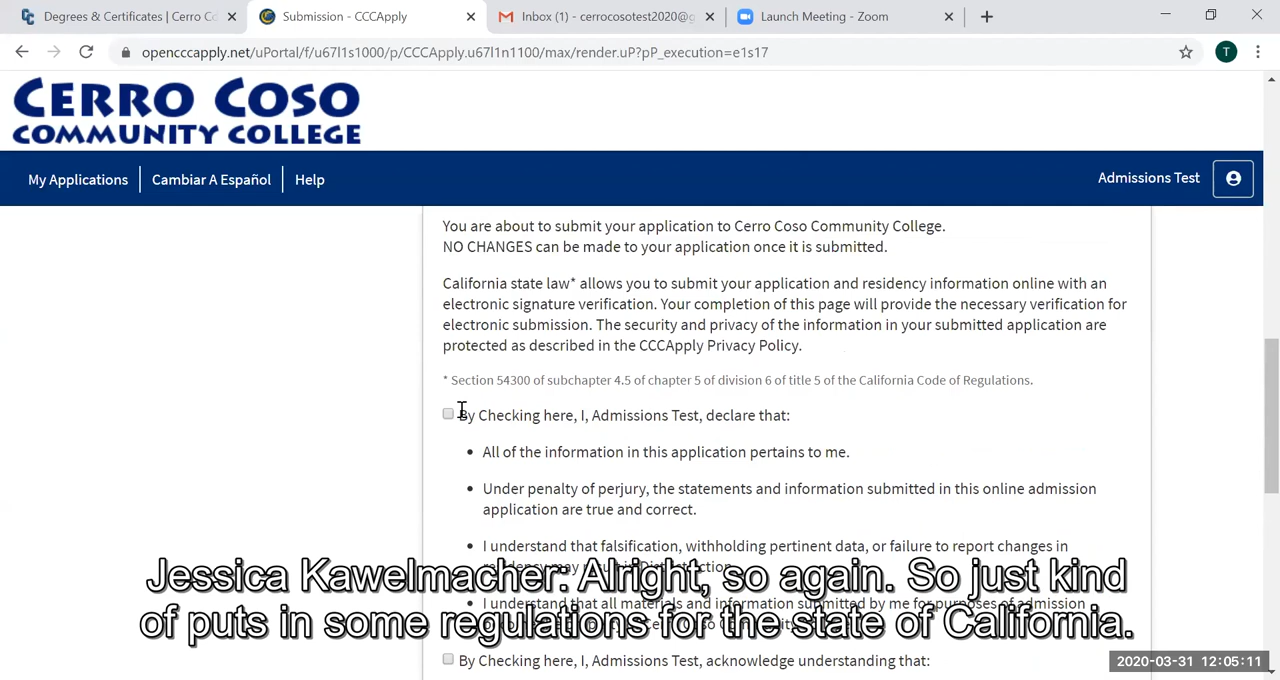 Degrees & Certificates | Cerro Co
Submission - CCCApply
Inbox (1) - cerrocosotest2020@g
Launch Meeting - Zoom
opencccapply.net/uPortal/f/u67l1s1000/p/CCCApply.u67l1n1100/max/render.uP?pP_execution=e1s17
T
CERRO COSO
COMMUNITY COLLEGE
My Applications
Cambiar A Español
Help
Admissions Test
You are about to submit your application to Cerro Coso Community College.
NO CHANGES can be made to your application once it is submitted.
California state law* allows you to submit your application and residency information online with an
electronic signature verification. Your completion of this page will provide the necessary verification for
electronic submission. The security and privacy of the information in your submitted application are
protected as described in the CCCApply Privacy Policy.
* Section 54300 of subchapter 4.5 of chapter 5 of division 6 of title 5 of the California Code of Regulations.
By Checking here, I, Admissions Test, declare that:
• All of the information in this application pertains to me.
• Under penalty of perjury, the statements and information submitted in this online admission
application are true and correct.
• I understand that falsification, withholding pertinent data, or failure to report changes in
Jessica Kawelmacher: Alright, so again. So just kind
of puts in some regulations for the state of California.
• I understand that all materials and information submitted by me for purposes of admission
By Checking here, I, Admissions Test, acknowledge understanding that:
2020-03-31 12:05:11